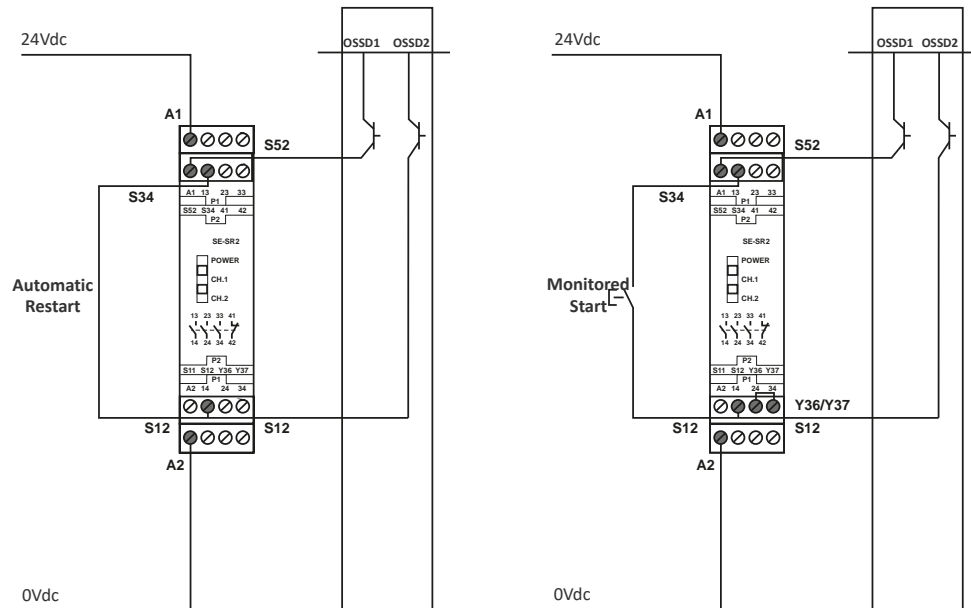 24Vdc
OSSD1 OSSD2
A1
S52
S34
A1 13 23 33
P1
S52 S34 41 42
P2
SE-SR2
POWER
CH.1
CH.2
Automatic
Restart
13 23 33 41
14 24 34 42
P2
S11 S12 Y36 Y37
P1
A2 14 24 34
S12
S12
A2
0Vdc
24Vdc
OSSD1 OSSD2
A1
S52
S34
A1 13 23 33
P1
S52 S34 41 42
P2
SE-SR2
POWER
CH.1
CH.2
Monitored
Start
13 23 33 41
14 24 34 42
P2
S11 S12 Y36 Y37
P1
A2 14 24 34
Y36/Y37
S12
S12
A2
0Vdc